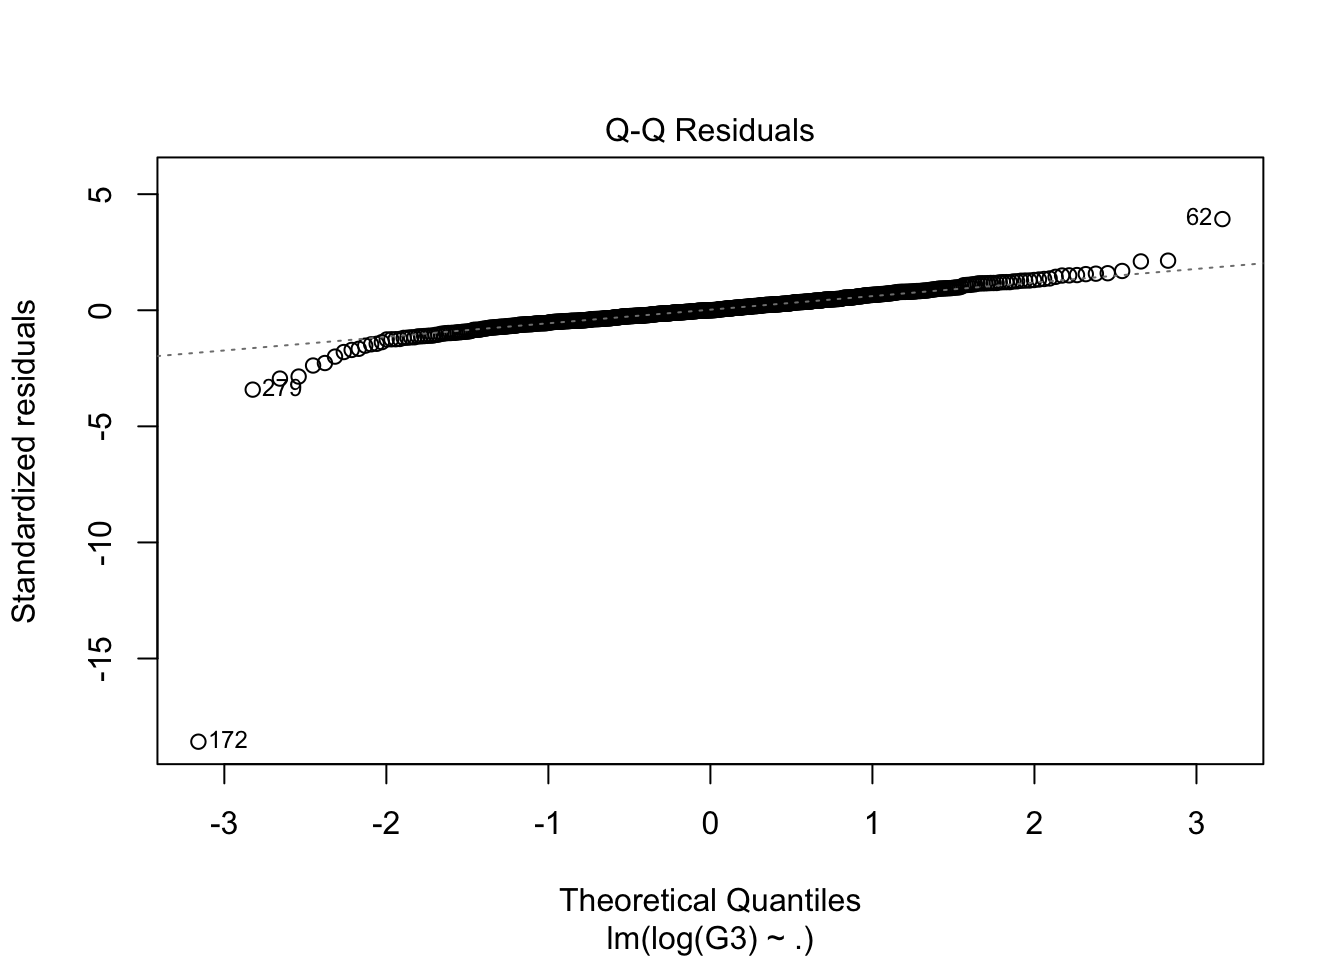 Q-Q Residuals
Standardized residuals
5
0
-5
-10
-15
62
279
172
-3 -2 -1 0 1 2 3
Theoretical Quantiles
lm(log(G3) ~ .)